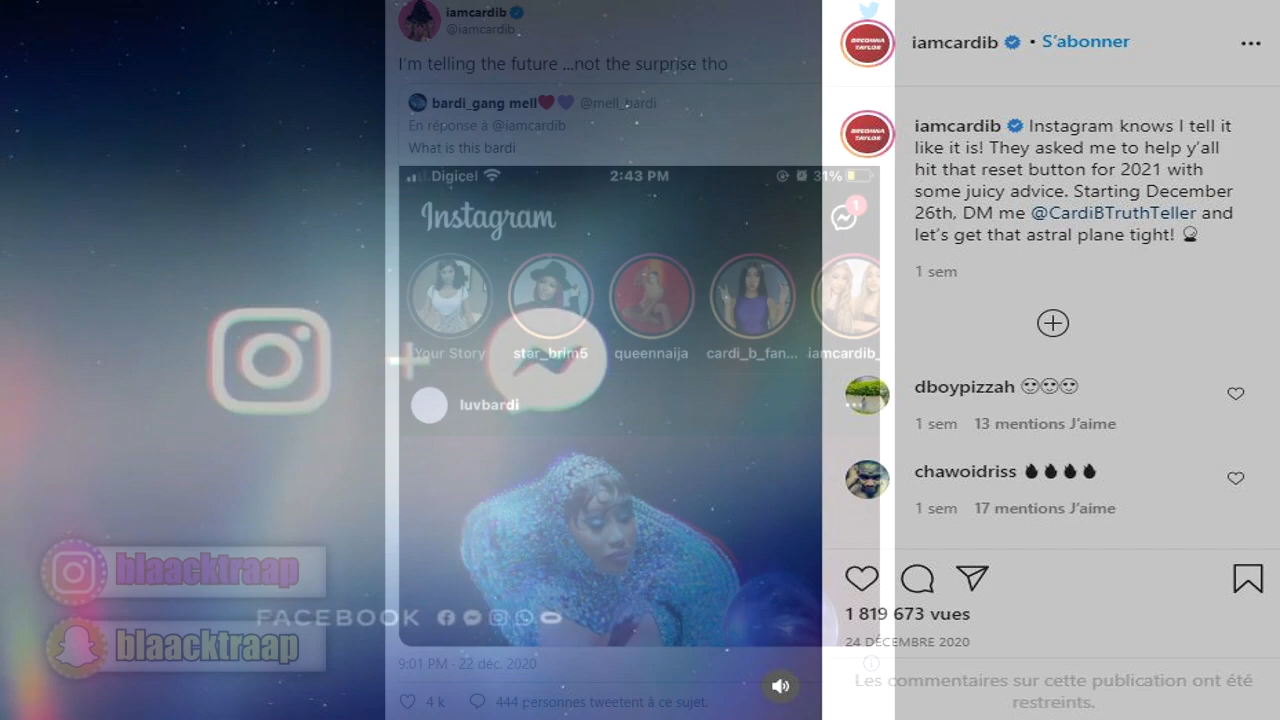 iamcardib
@iamcardib
I'm telling the future ...not the surprise tho
bardi_gang mell❤️💜 @mell_bardi
En réponse à @iamcardib
What is this bardi
Digicel 2:43 PM 31%
Instagram
1
Your Story star_brim5 queennaija cardi_b_fan... iamcardib_
luvbardi
FACEBOOK
9:01 PM · 22 déc. 2020
4 k 444 personnes tweetent à ce sujet.
blaacktraap
blaacktraap
BREONNA
TAYLOR
iamcardib • S'abonner
BREONNA
TAYLOR
iamcardib Instagram knows I tell it
like it is! They asked me to help y'all
hit that reset button for 2021 with
some juicy advice. Starting December
26th, DM me @CardiBTruthTeller and
let's get that astral plane tight! 🔮
1 sem
dboypizzah 😍😍😍
1 sem 13 mentions J'aime
chawoidriss 🔥🔥🔥🔥
1 sem 17 mentions J'aime
1 819 673 vues
24 DÉCEMBRE 2020
Les commentaires sur cette publication ont été
restreints.